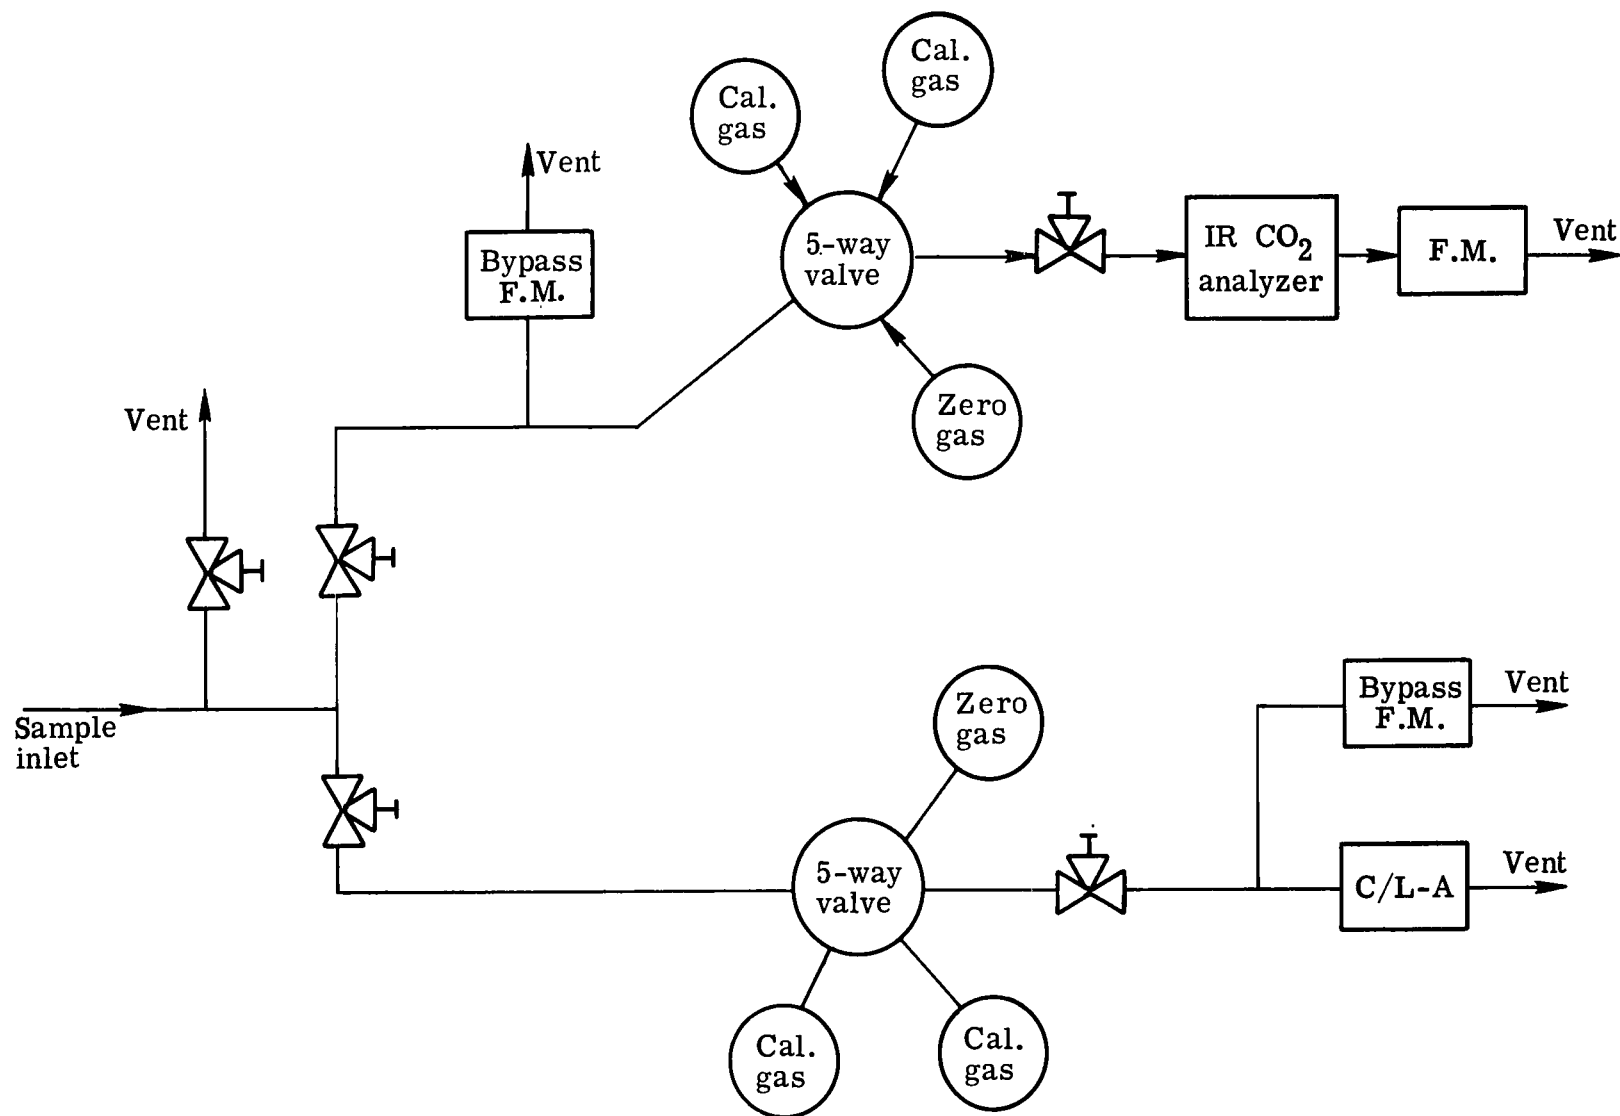 Cal.
gas
Cal.
gas
Vent
Bypass
F.M.
5-way
valve
IR CO₂
analyzer
F.M.
Vent
Zero
gas
Vent
Sample
inlet
Zero
gas
Bypass
F.M.
Vent
5-way
valve
C/L-A
Vent
Cal.
gas
Cal.
gas